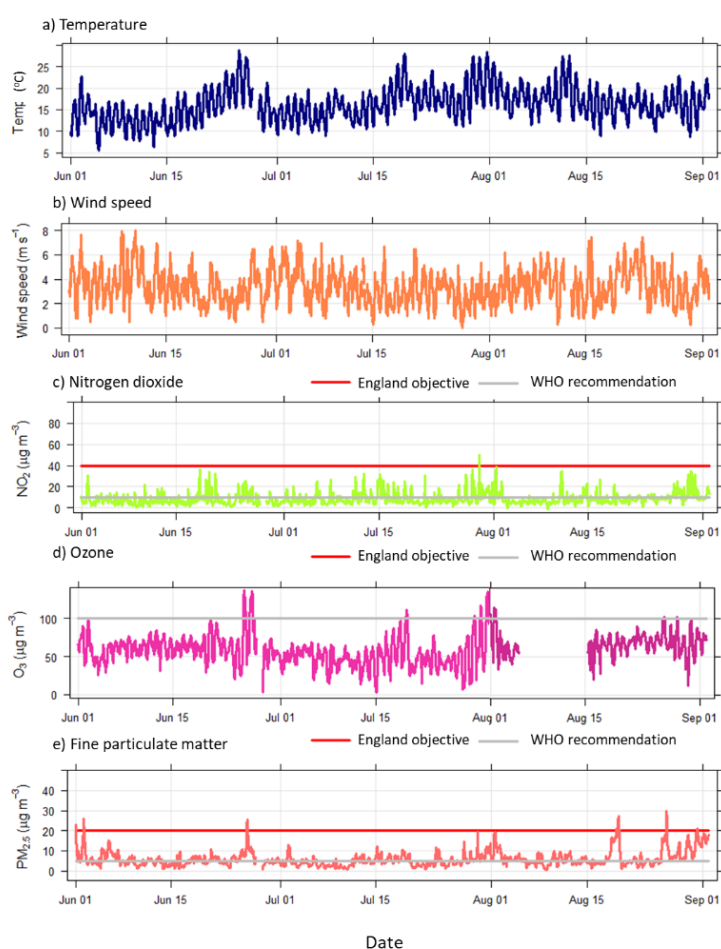 a) Temperature
Temp (°C)
25
20
15
10
5
Jun 01 Jun 15 Jul 01 Jul 15 Aug 01 Aug 15 Sep 01
b) Wind speed
Wind speed (m s⁻¹)
8
6
4
2
0
Jun 01 Jun 15 Jul 01 Jul 15 Aug 01 Aug 15 Sep 01
c) Nitrogen dioxide England objective WHO recommendation
NO₂ (µg m⁻³)
80
60
40
20
0
Jun 01 Jun 15 Jul 01 Jul 15 Aug 01 Aug 15 Sep 01
d) Ozone England objective WHO recommendation
O₃ (µg m⁻³)
100
50
0
Jun 01 Jun 15 Jul 01 Jul 15 Aug 01 Aug 15 Sep 01
e) Fine particulate matter England objective WHO recommendation
PM₂.₅ (µg m⁻³)
40
30
20
10
0
Jun 01 Jun 15 Jul 01 Jul 15 Aug 01 Aug 15 Sep 01
Date